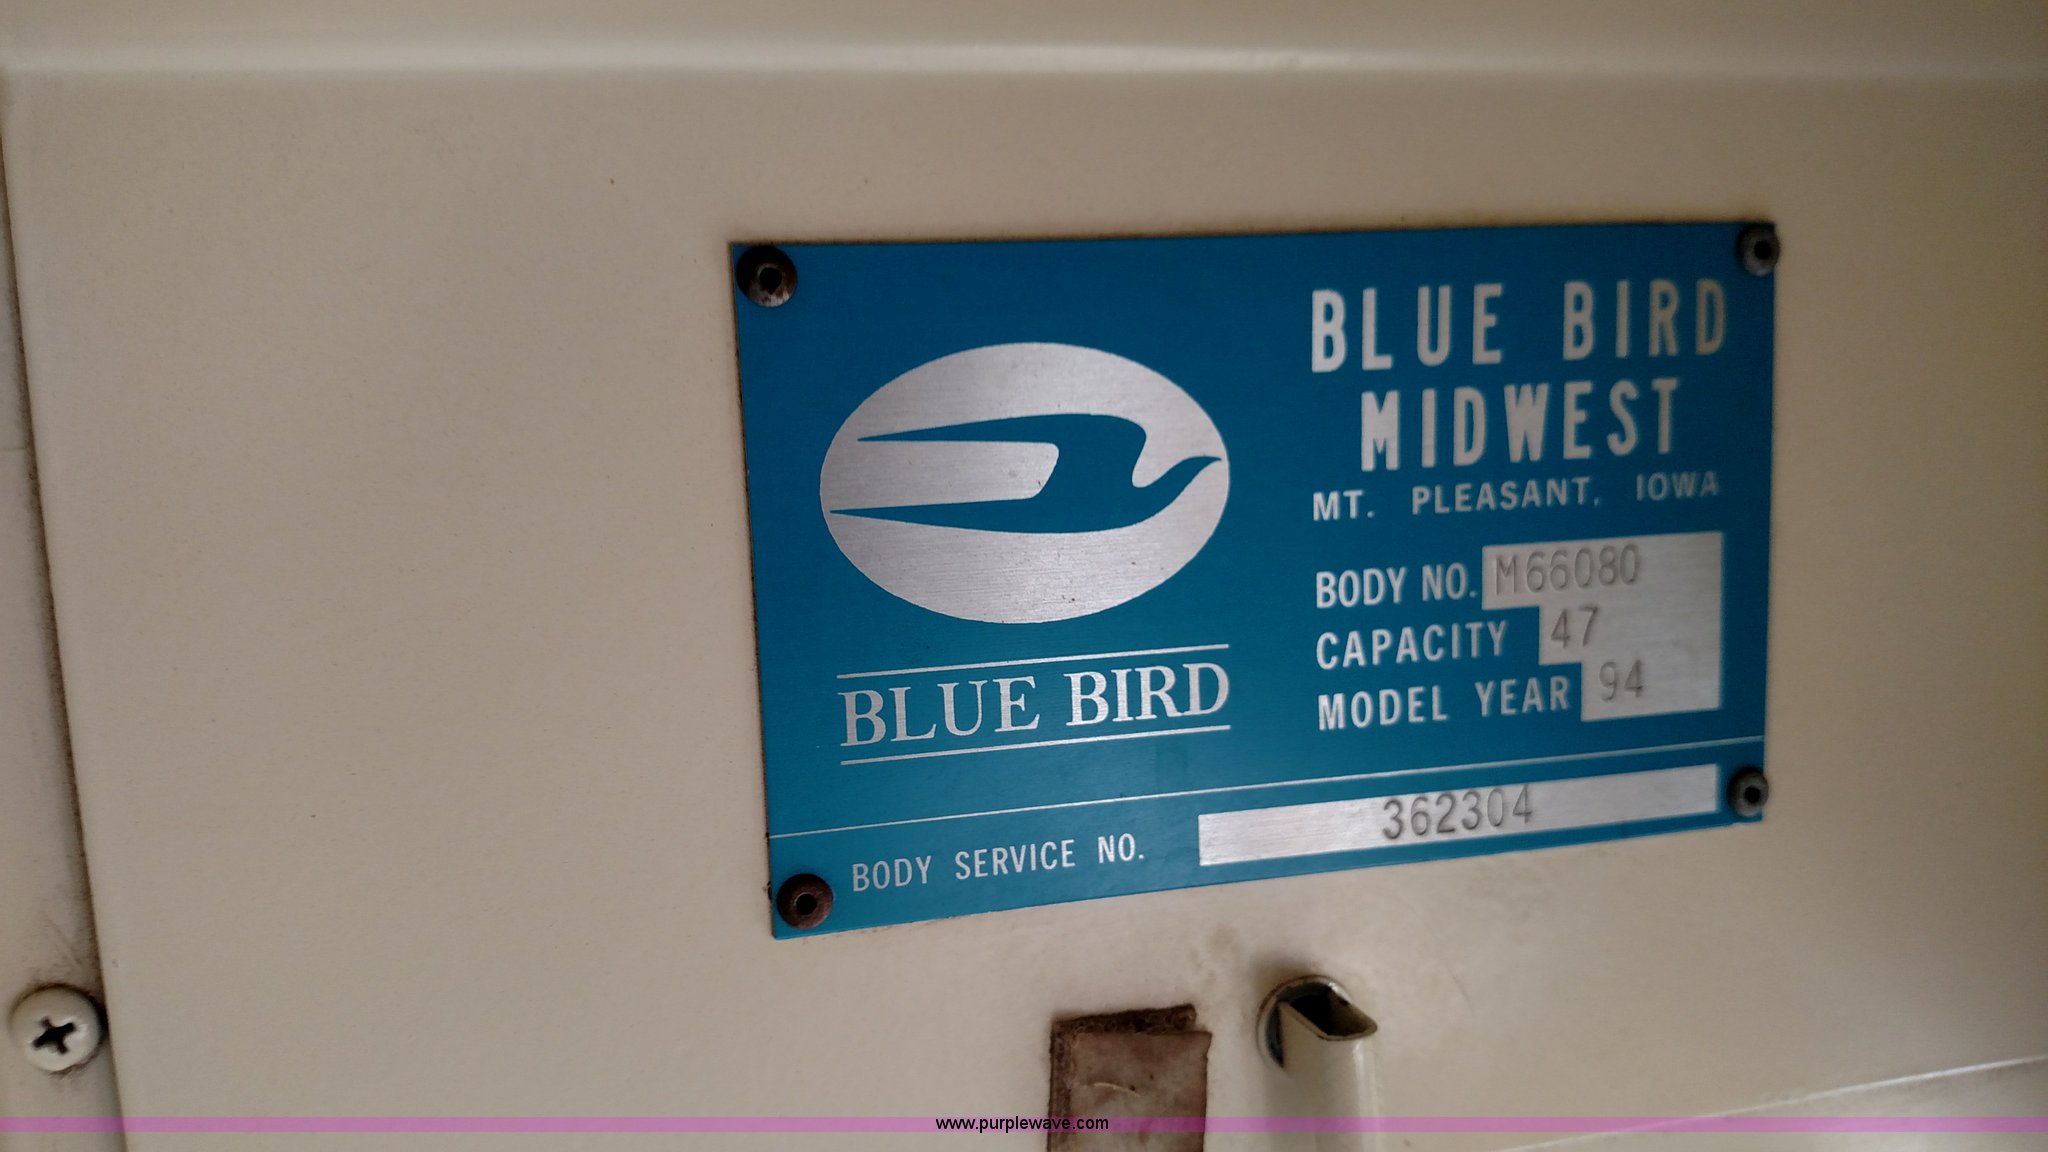 BLUE BIRD
MIDWEST
MT. PLEASANT, IOWA
BODY NO. M66080
CAPACITY 47
MODEL YEAR 94
BLUE BIRD
BODY SERVICE NO. 362304
www.purplewave.com